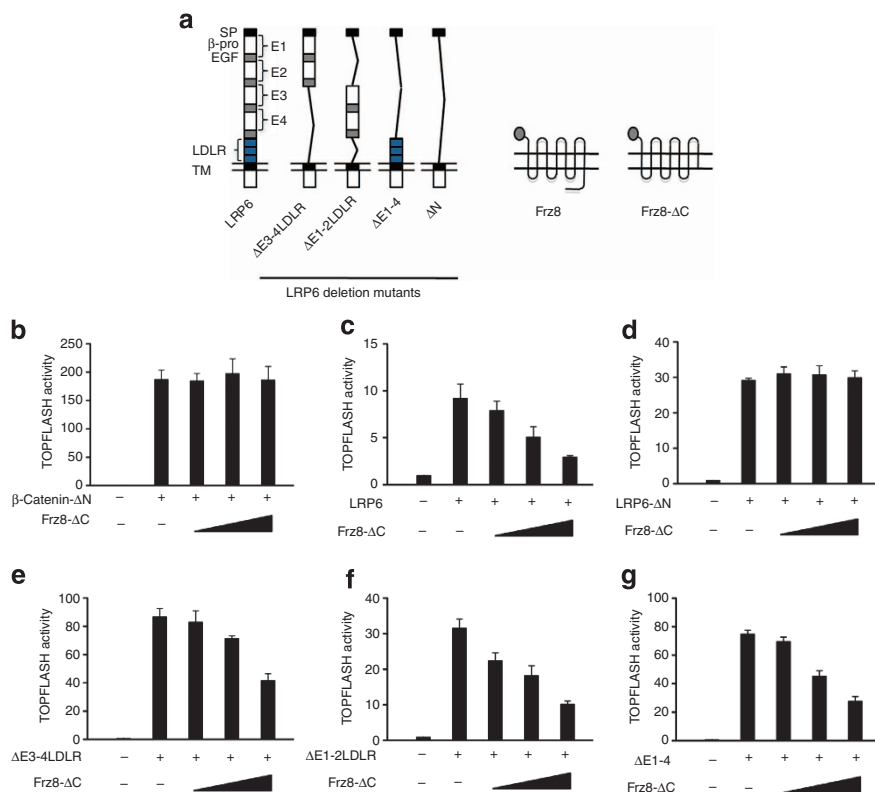 a
SP
β-pro
EGF
E1
E2
E3
E4
LDLR
TM
LRP6
ΔE3-4LDLR
ΔE1-2LDLR
ΔE1-4
ΔN
LRP6 deletion mutants
Frz8
Frz8-ΔC
b
TOPFLASH activity
250
200
150
100
50
0
β-Catenin-ΔN – + + + +
Frz8-ΔC – –
c
TOPFLASH activity
15
10
5
0
LRP6 – + + + +
Frz8-ΔC – –
d
TOPFLASH activity
40
30
20
10
0
LRP6-ΔN – + + + +
Frz8-ΔC – –
e
TOPFLASH activity
100
80
60
40
20
0
ΔE3-4LDLR – + + + +
Frz8-ΔC – –
f
TOPFLASH activity
40
30
20
10
0
ΔE1-2LDLR – + + + +
Frz8-ΔC – –
g
TOPFLASH activity
100
80
60
40
20
0
ΔE1-4 – + + + +
Frz8-ΔC – –